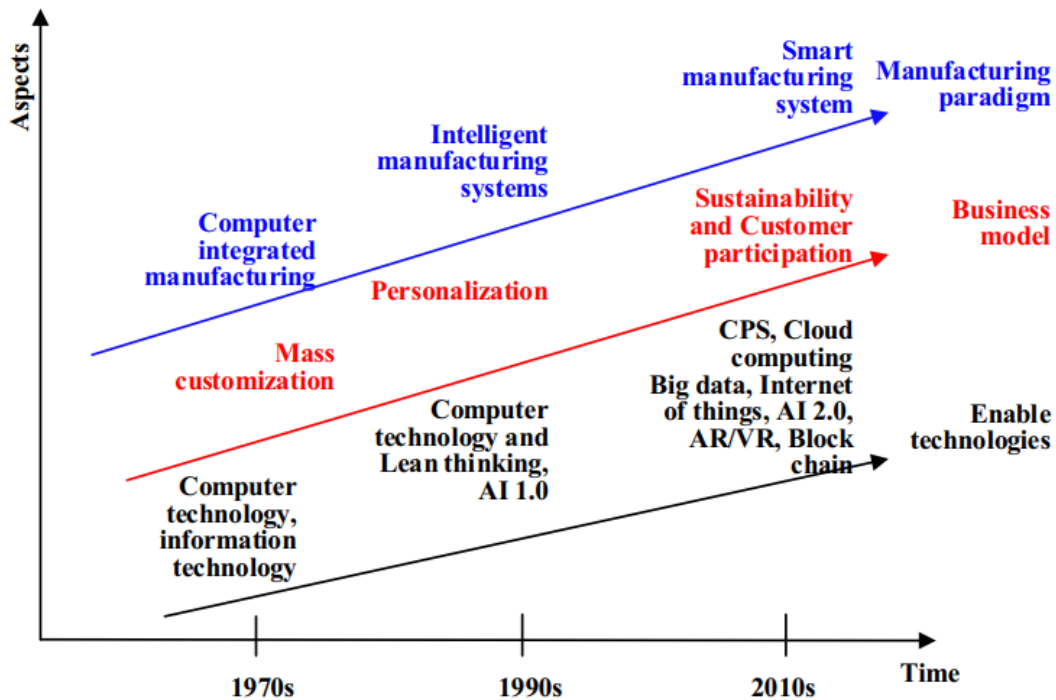 Aspects
Smart
manufacturing
system
Manufacturing
paradigm
Intelligent
manufacturing
systems
Computer
integrated
manufacturing
Sustainability
and Customer
participation
Business
model
Personalization
Mass
customization
CPS, Cloud
computing
Big data, Internet
of things, AI 2.0,
AR/VR, Block
chain
Enable
technologies
Computer
technology and
Lean thinking,
AI 1.0
Computer
technology,
information
technology
Time
1970s
1990s
2010s